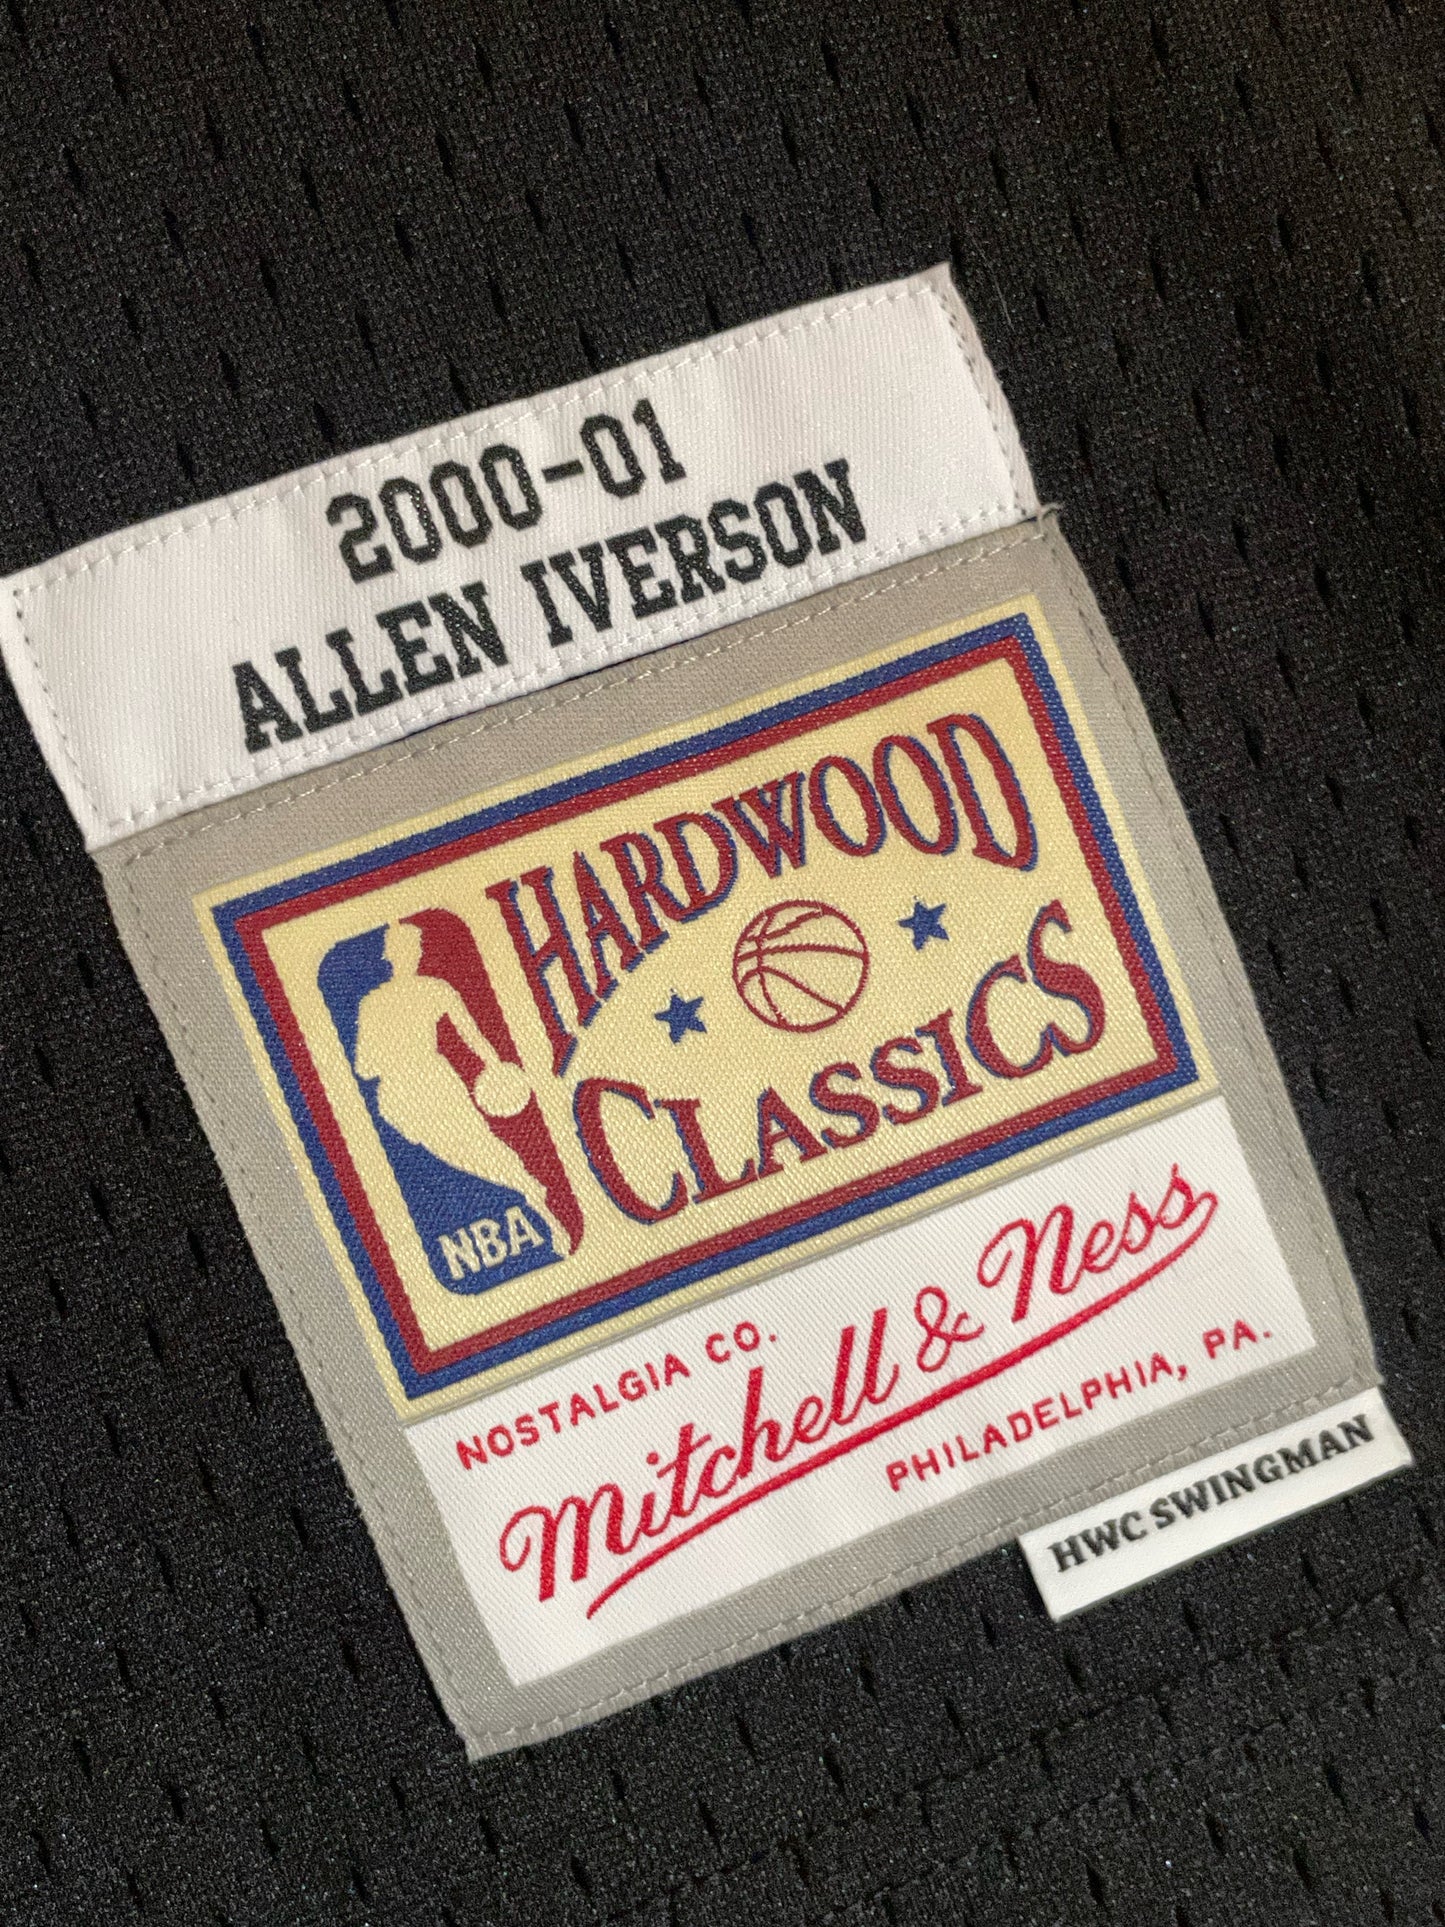 2000-01
ALLEN IVERSON
HARDWOOD
CLASSICS
NBA
NOSTALGIA CO.
Mitchell & Ness
PHILADELPHIA, PA.
HWC SWINGMAN